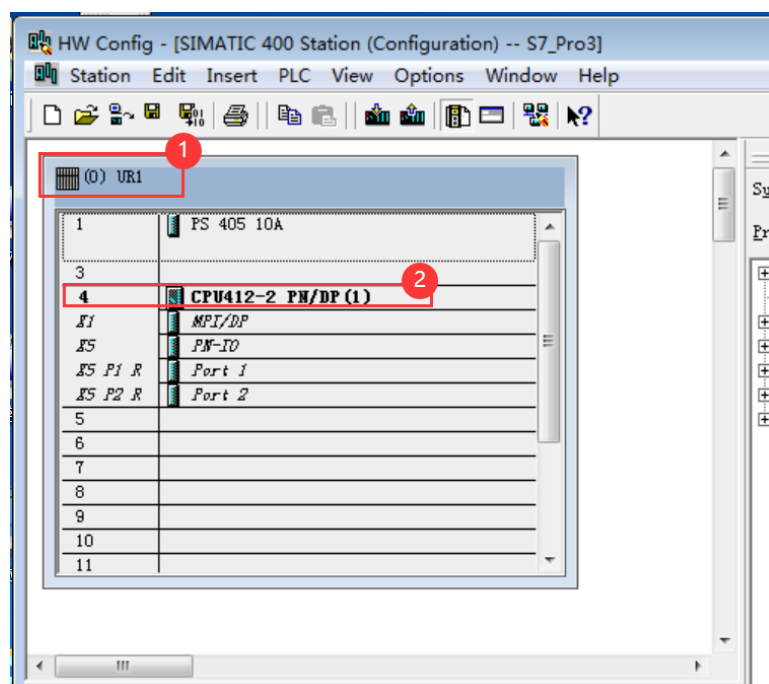 HW Config - [SIMATIC 400 Station (Configuration) -- S7_Pro3]
Station Edit Insert PLC View Options Window Help
1
(0) UR1
1 PS 405 10A
3
2
4 CPU412-2 PN/DP(1)
X1 MPI/DP
X5 PN-IO
X5 P1 R Port 1
X5 P2 R Port 2
5
6
7
8
9
10
11
Su
Pr